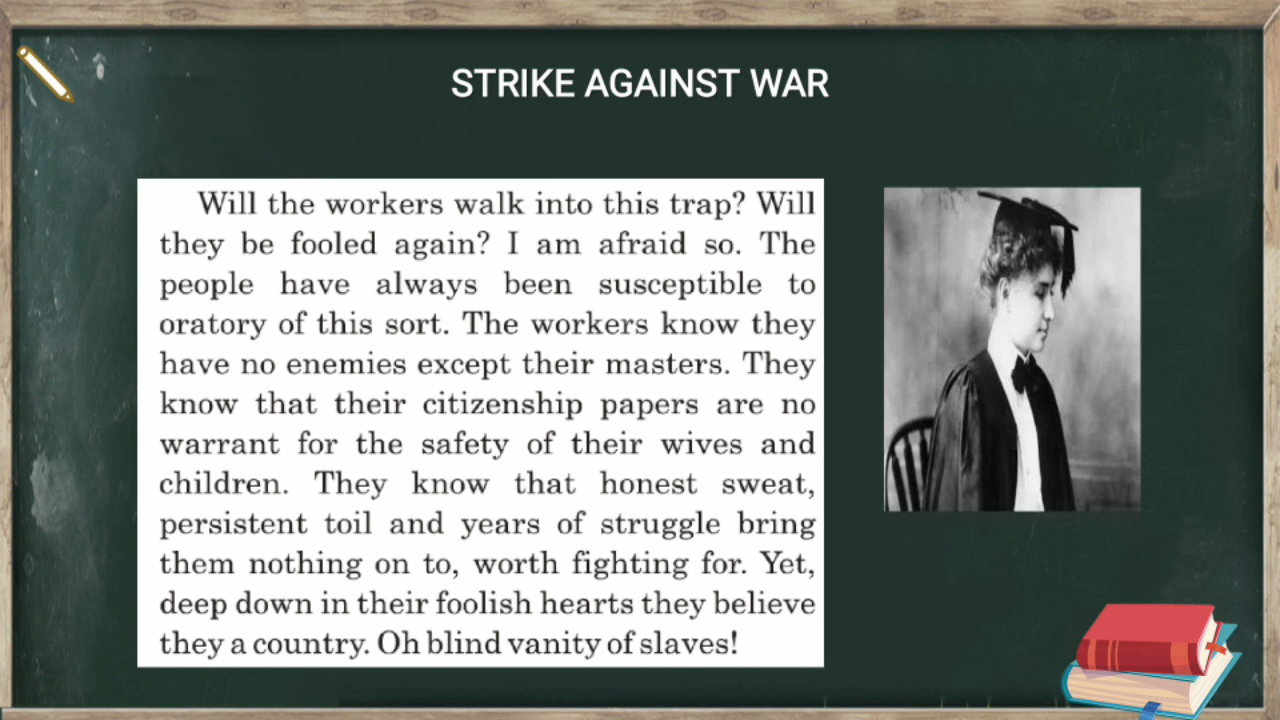 STRIKE AGAINST WAR
Will the workers walk into this trap? Will
they be fooled again? I am afraid so. The
people have always been susceptible to
oratory of this sort. The workers know they
have no enemies except their masters. They
know that their citizenship papers are no
warrant for the safety of their wives and
children. They know that honest sweat,
persistent toil and years of struggle bring
them nothing on to, worth fighting for. Yet,
deep down in their foolish hearts they believe
they a country. Oh blind vanity of slaves!